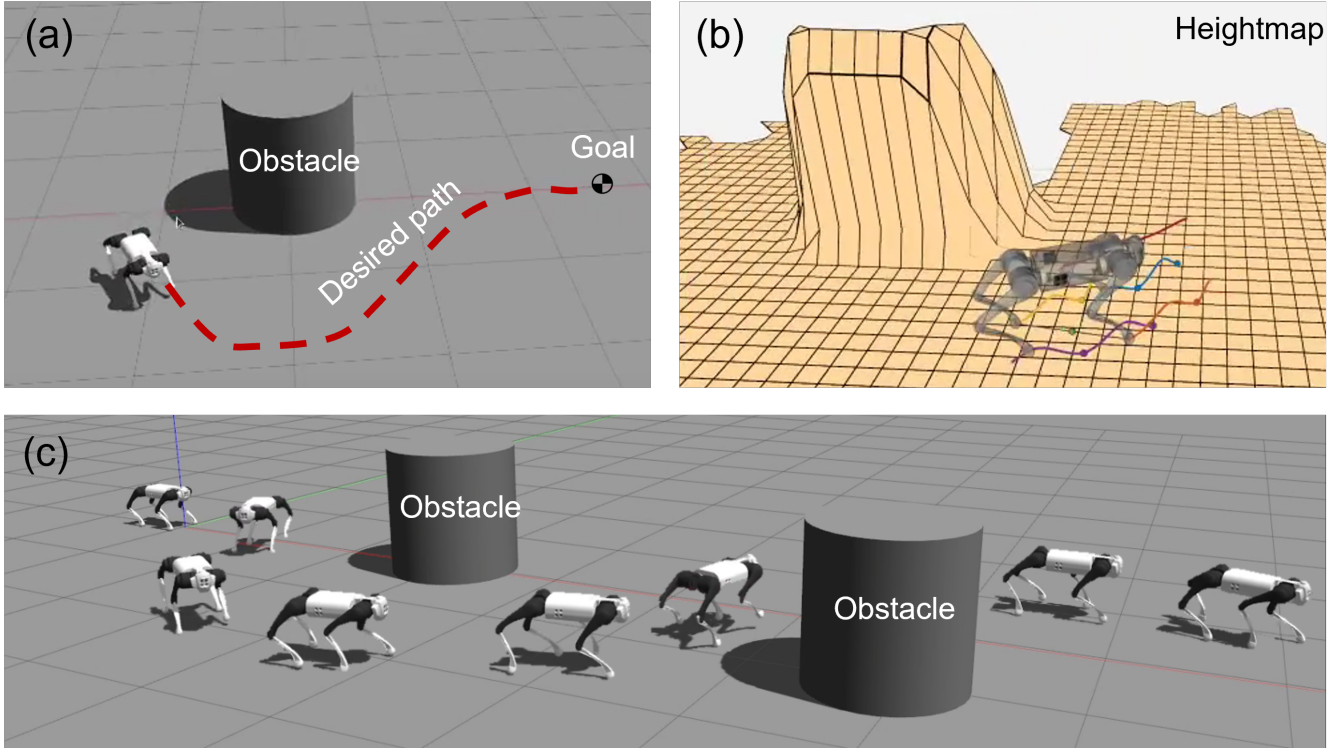 (a)
Obstacle
Goal
Desired path
(b)
Heightmap
(c)
Obstacle
Obstacle